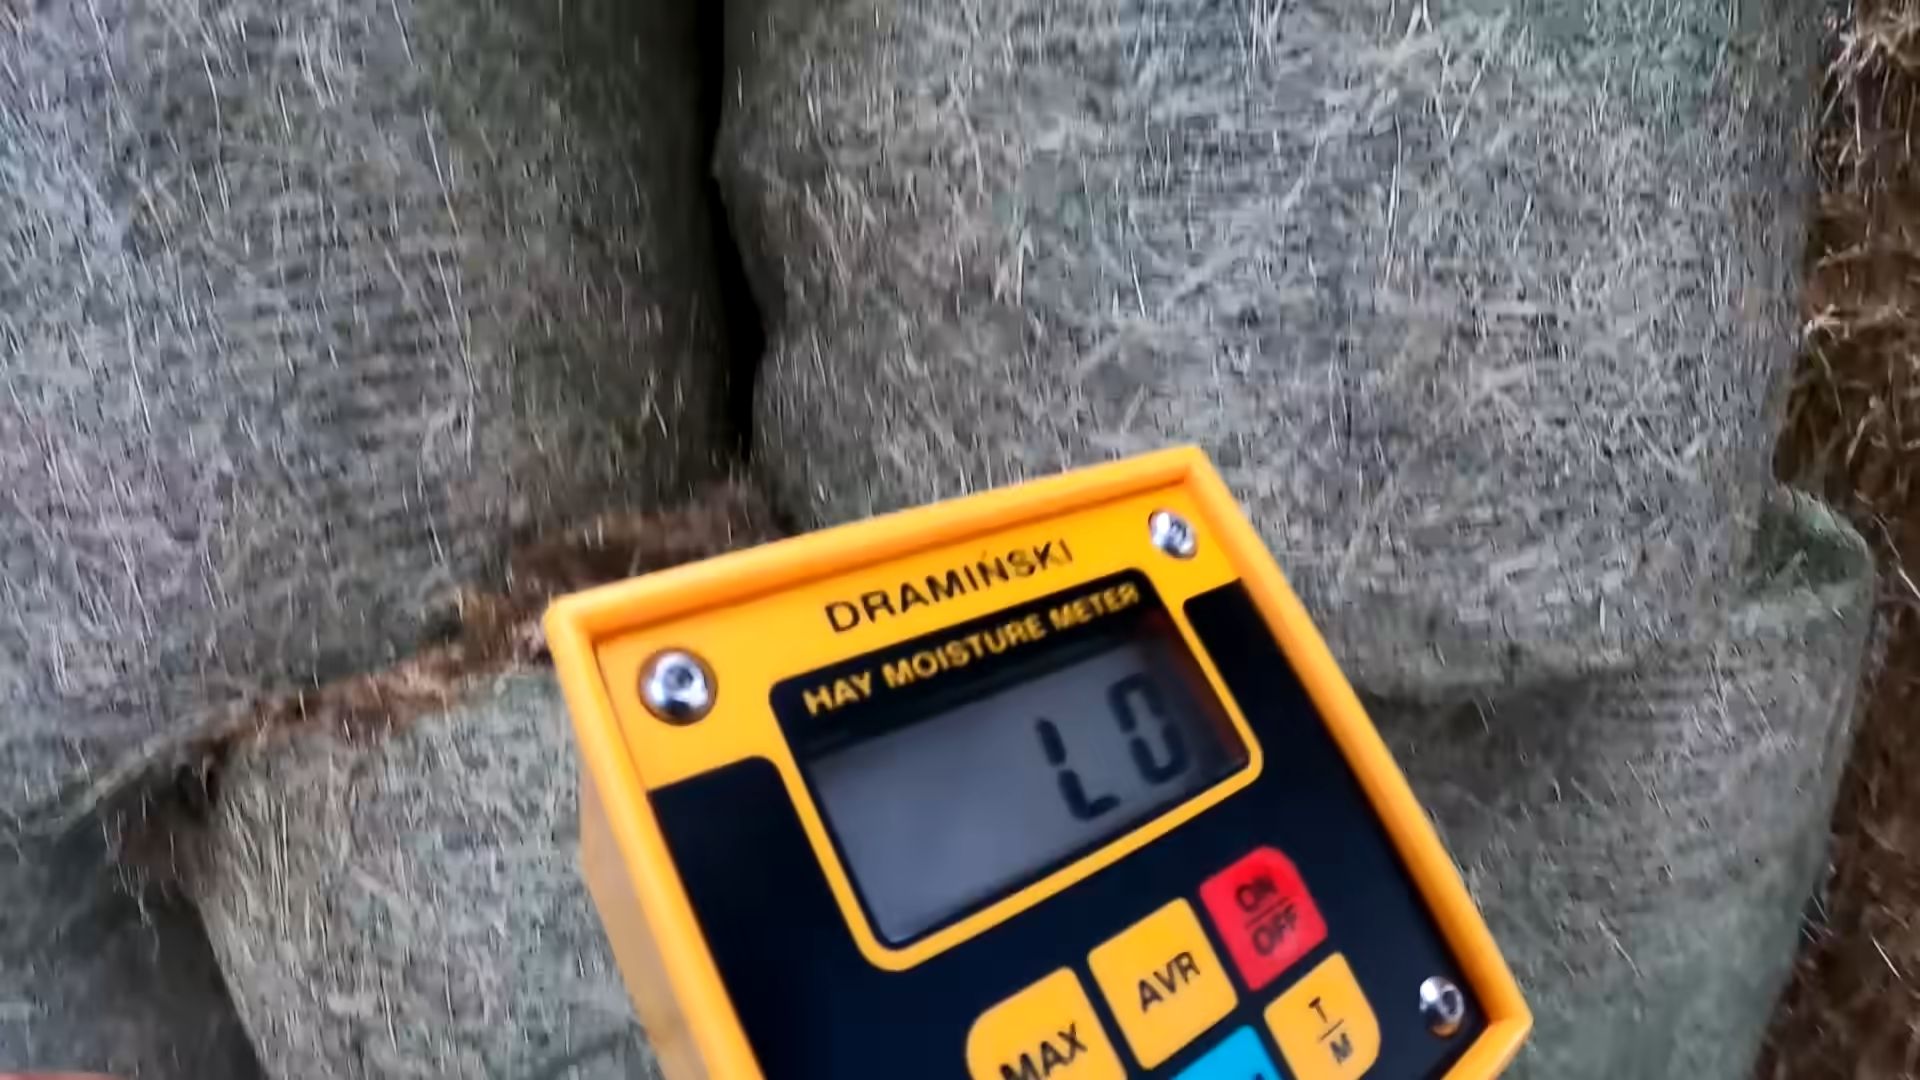 DRAMIŃSKI
HAY MOISTURE METER
LO
ON
OFF
AVR
MAX
T
M